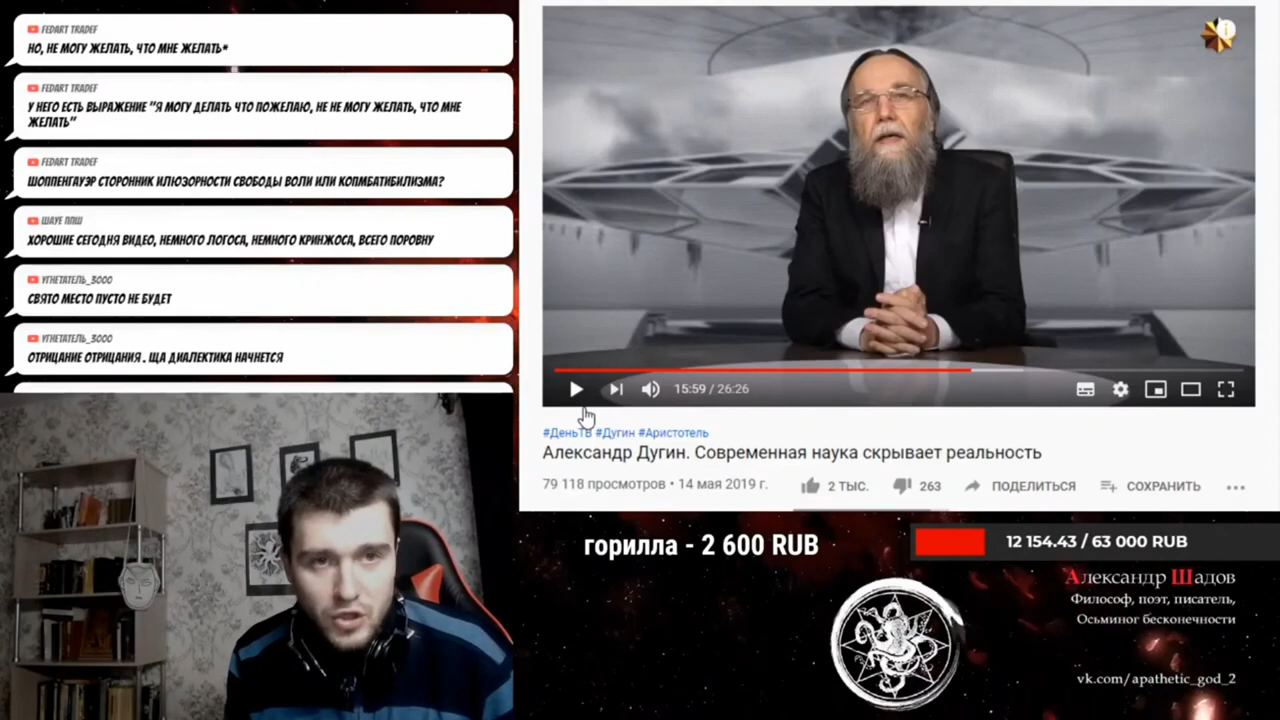 FEDART TRADEF
НО, НЕ МОГУ ЖЕЛАТЬ, ЧТО МНЕ ЖЕЛАТЬ*
FEDART TRADEF
У НЕГО ЕСТЬ ВЫРАЖЕНИЕ "Я МОГУ ДЕЛАТЬ ЧТО ПОЖЕЛАЮ, НЕ НЕ МОГУ ЖЕЛАТЬ, ЧТО МНЕ
ЖЕЛАТЬ"
FEDART TRADEF
ШОППЕНГАУЭР СТОРОННИК ИЛЮЗОРНОСТИ СВОБОДЫ ВОЛИ ИЛИ КОПМБАТИБИЛИЗМА?
ШАУЕ ППШ
ХОРОШИЕ СЕГОДНЯ ВИДЕО, НЕМНОГО ЛОГОСА, НЕМНОГО КРИНЖОСА, ВСЕГО ПОРОВНУ
УГНЕТАТЕЛЬ_3000
СВЯТО МЕСТО ПУСТО НЕ БУДЕТ
УГНЕТАТЕЛЬ_3000
ОТРИЦАНИЕ ОТРИЦАНИЯ . ЩА ДИАЛЕКТИКА НАЧНЕТСЯ
15:59 / 26:26
#ДеньТВ #Дугин #Аристотель
Александр Дугин. Современная наука скрывает реальность
79 118 просмотров • 14 мая 2019 г.
2 ТЫС.
263
ПОДЕЛИТЬСЯ
СОХРАНИТЬ
горилла - 2 600 RUB
12 154.43 / 63 000 RUB
Александр Шадов
Философ, поэт, писатель,
Осьминог бесконечности
vk.com/apathetic_god_2